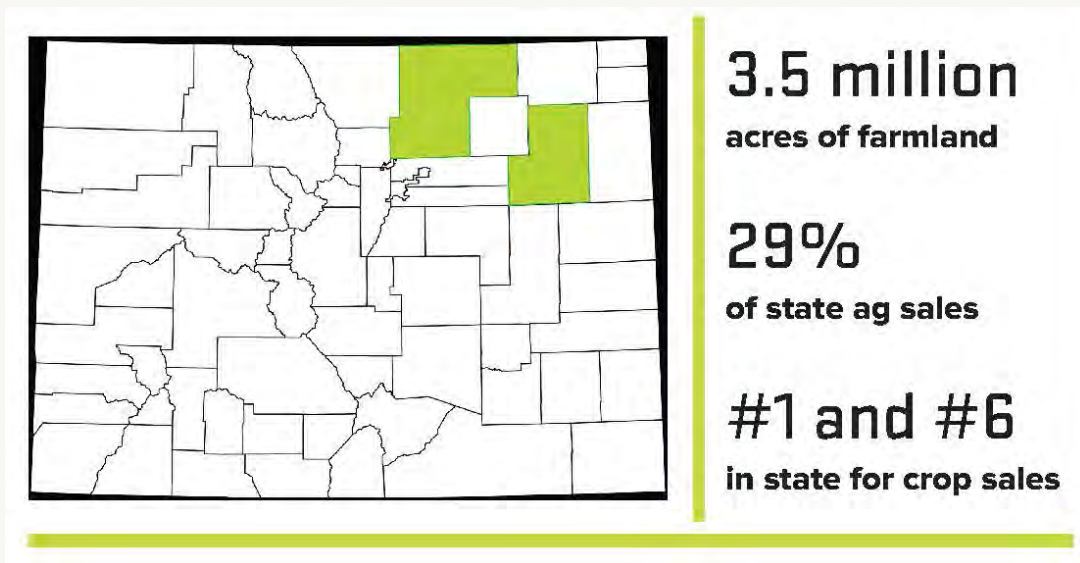 3.5 million
acres of farmland
29%
of state ag sales
#1 and #6
in state for crop sales